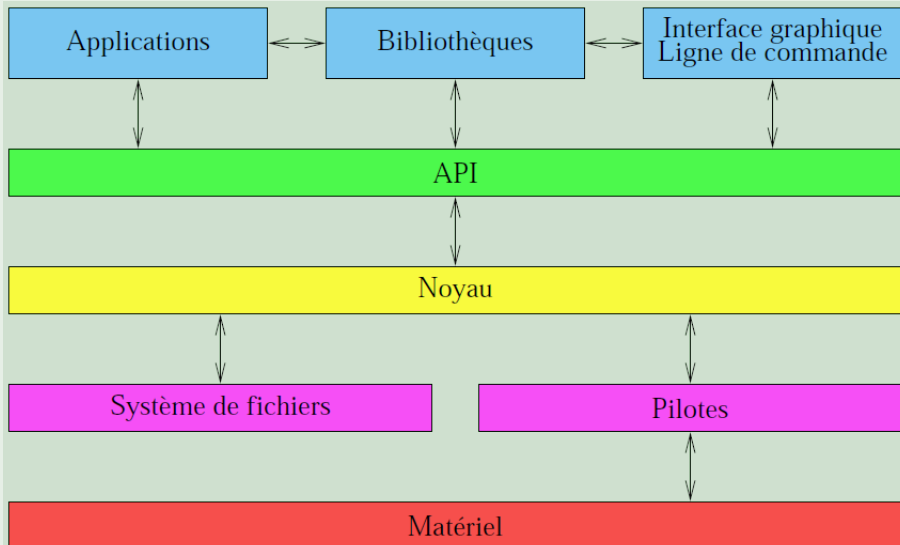 Applications
Bibliothèques
Interface graphique
Ligne de commande
API
Noyau
Système de fichiers
Pilotes
Matériel